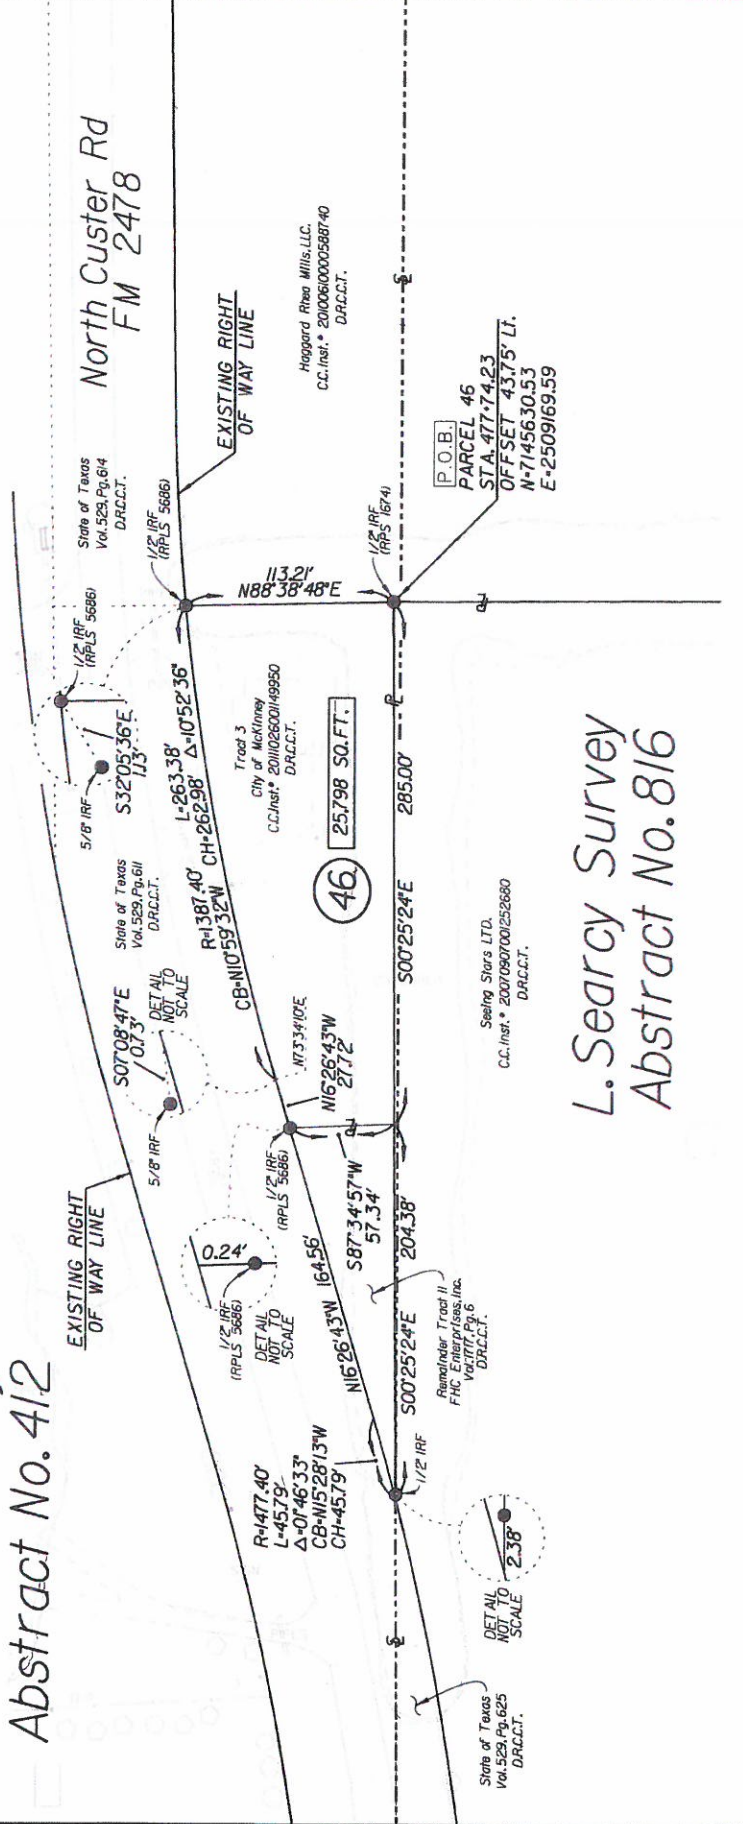 Abstract No. 412
EXISTING RIGHT
OF WAY LINE
North Custer Rd
FM 2478
State of Texas
Vol.529, Pg.614
D.R.C.C.T.
1/2" IRF
(RPLS 5686)
5/8" IRF
S32°05'36"E
1.13'
1/2" IRF
(RPLS 5686)
State of Texas
Vol.529, Pg.611
D.R.C.C.T.
S07°08'47"E
0.73'
DETAIL
NOT TO
SCALE
5/8" IRF
EXISTING RIGHT
OF WAY LINE
Haggard Rhea Mills, LLC.
C.C.Inst.# 20100610000588740
D.R.C.C.T.
L=263.38' Δ=10°52'36"
R=1387.40' CH=262.98'
CB=N10°59'32"W
113.21'
N88°38'48"E
1/2" IRF
(RPS 1674)
Tract 3
City of McKinney
C.C.Inst.# 20111026001149950
D.R.C.C.T.
46
25,798 SQ.FT.
N73°34'10"E
N16°26'43"W
27.72'
1/2" IRF
(RPLS 5686)
0.24'
1/2" IRF
(RPLS 5686)
DETAIL
NOT TO
SCALE
N16°26'43"W 164.56'
S87°34'57"W
57.34'
R=1477.40'
L=45.79'
Δ=01°46'33"
CB=N15°28'13"W
CH=45.79'
1/2" IRF
S00°25'24"E 204.38'
S00°25'24"E 285.00'
P.O.B.
PARCEL 46
STA. 477+74.23
OFFSET 43.75' Lt.
N=7145630.53
E=2509169.59
Remainder Tract II
FHC Enterprises, Inc.
Vol.1717, Pg.6
D.R.C.C.T.
Seeing Stars LTD.
C.C.Inst.# 20070907001252680
D.R.C.C.T.
2.38'
DETAIL
NOT TO
SCALE
State of Texas
Vol.529, Pg.625
D.R.C.C.T.
L. Searcy Survey
Abstract No. 816